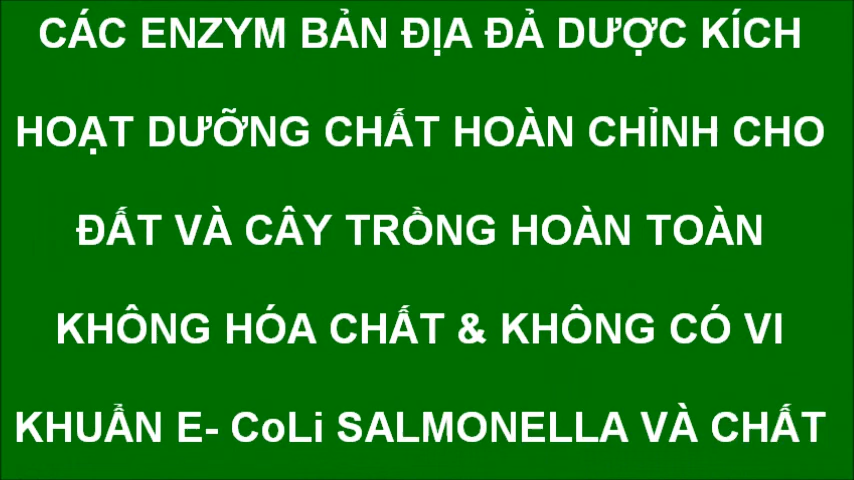 CÁC ENZYM BẢN ĐỊA ĐẢ DƯỢC KÍCH
HOẠT DƯỠNG CHẤT HOÀN CHỈNH CHO
ĐẤT VÀ CÂY TRỒNG HOÀN TOÀN
KHÔNG HÓA CHẤT & KHÔNG CÓ VI
KHUẨN E- CoLi SALMONELLA VÀ CHẤT